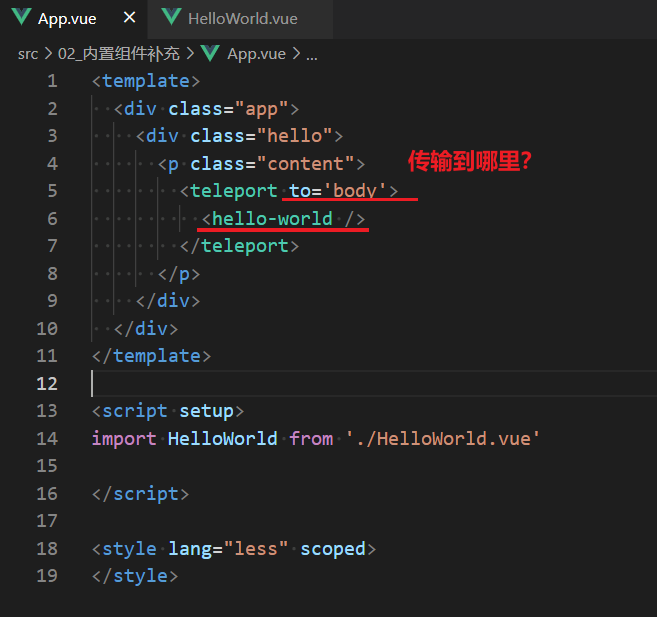 App.vue × HelloWorld.vue
src > 02_内置组件补充 > App.vue > ...
1 <template>
2 <div class="app">
3 <div class="hello">
4 <p class="content"> 传输到哪里?
5 <teleport to='body'>
6 <hello-world />
7 </teleport>
8 </p>
9 </div>
10 </div>
11 </template>
12
13 <script setup>
14 import HelloWorld from './HelloWorld.vue'
15
16 </script>
17
18 <style lang="less" scoped>
19 </style>